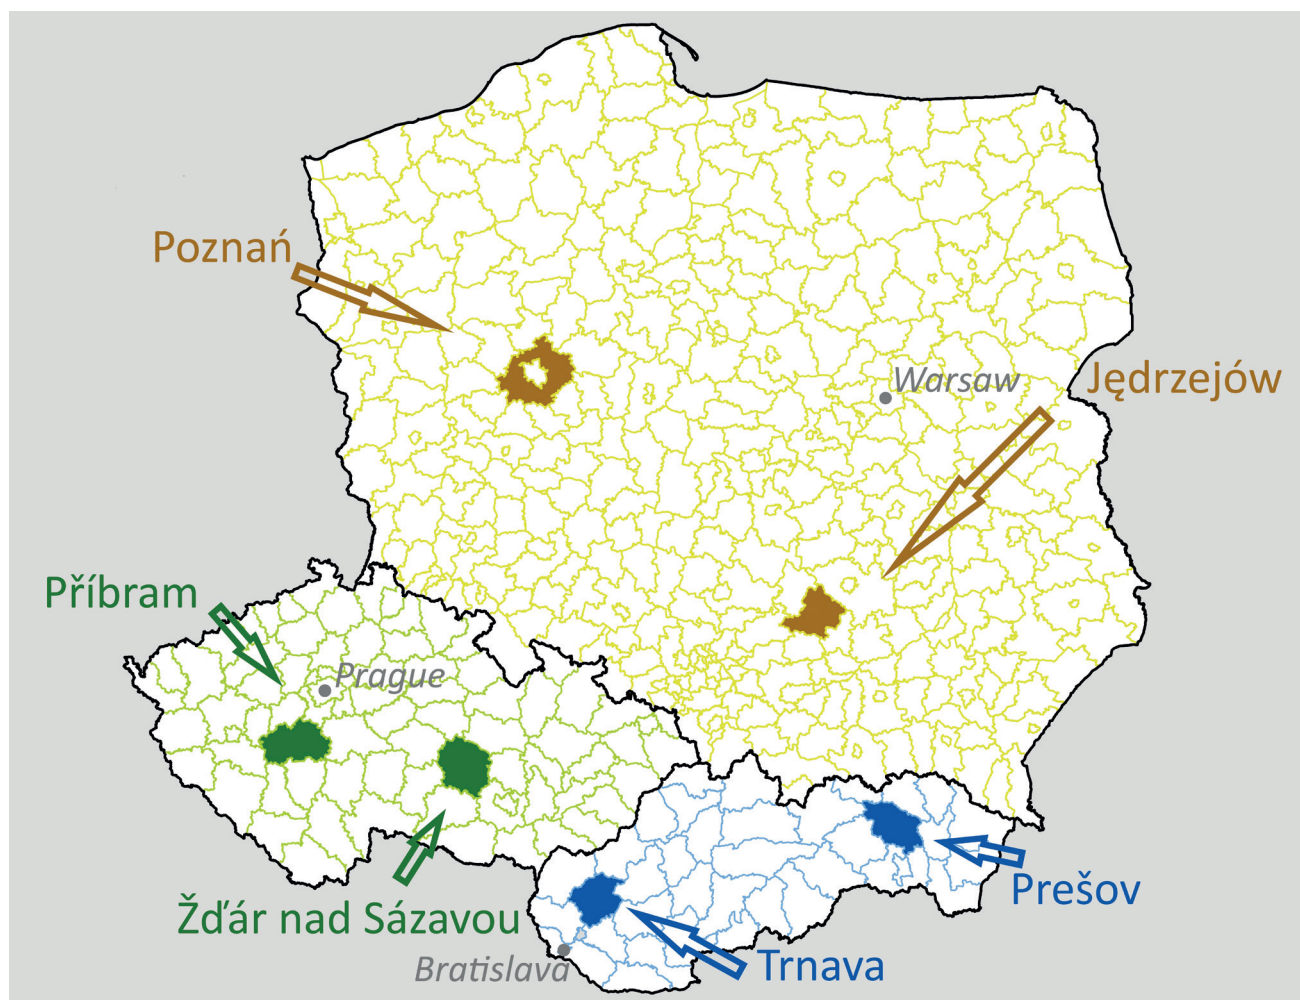 Poznań
Warsaw
Jędrzejów
Příbram
Prague
Prešov
Žďár nad Sázavou
Bratislava
Trnava